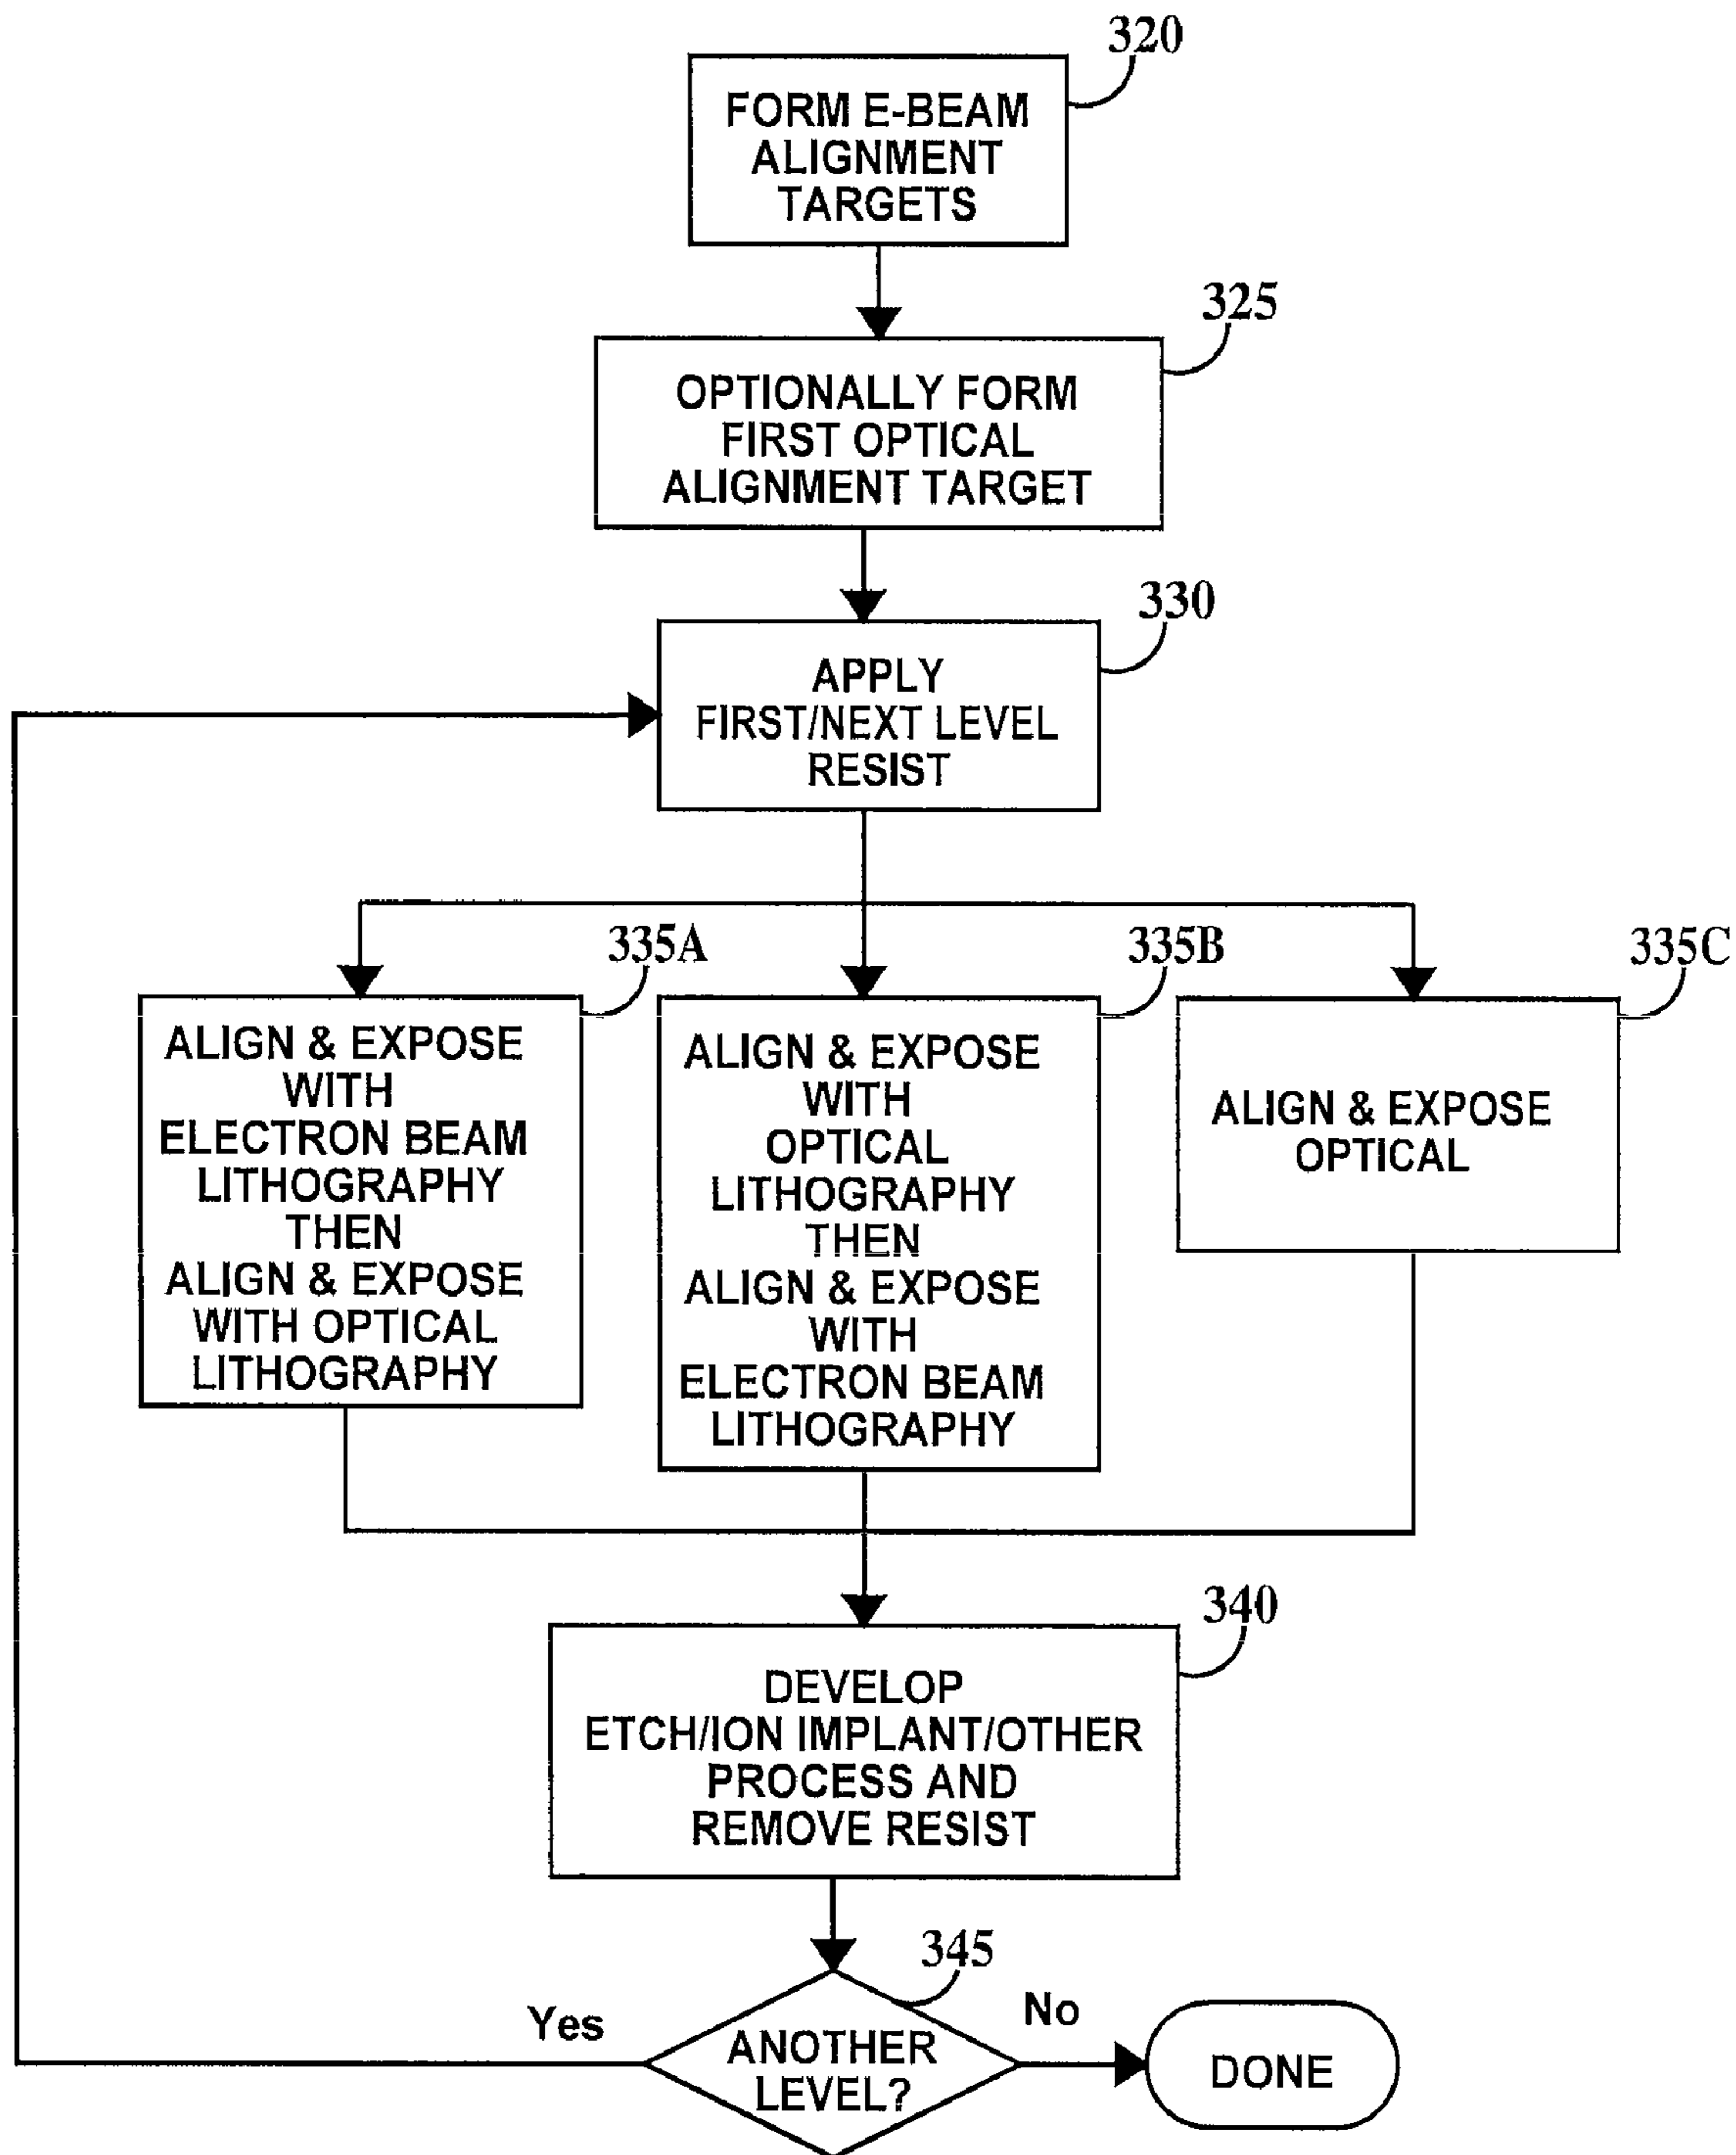 320
FORM E-BEAM
ALIGNMENT
TARGETS
325
OPTIONALLY FORM
FIRST OPTICAL
ALIGNMENT TARGET
330
APPLY
FIRST/NEXT LEVEL
RESIST
335A
ALIGN & EXPOSE
WITH
ELECTRON BEAM
LITHOGRAPHY
THEN
ALIGN & EXPOSE
WITH OPTICAL
LITHOGRAPHY
335B
ALIGN & EXPOSE
WITH
OPTICAL
LITHOGRAPHY
THEN
ALIGN & EXPOSE
WITH
ELECTRON BEAM
LITHOGRAPHY
335C
ALIGN & EXPOSE
OPTICAL
340
DEVELOP
ETCH/ION IMPLANT/OTHER
PROCESS AND
REMOVE RESIST
345
Yes
ANOTHER
LEVEL?
No
DONE